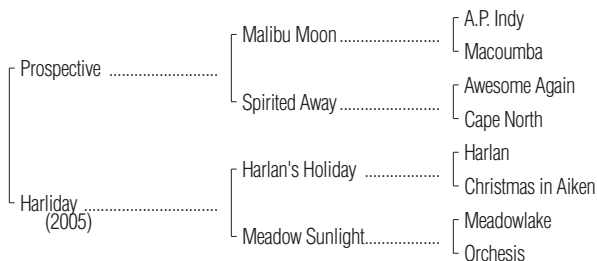 A.P. Indy
Malibu Moon ....................
Macoumba
Prospective ......................
Awesome Again
Spirited Away ....................
Cape North
Harlan
Harlan's Holiday ...............
Christmas in Aiken
Harliday ...........................
(2005)
Meadowlake
Meadow Sunlight...............
Orchesis